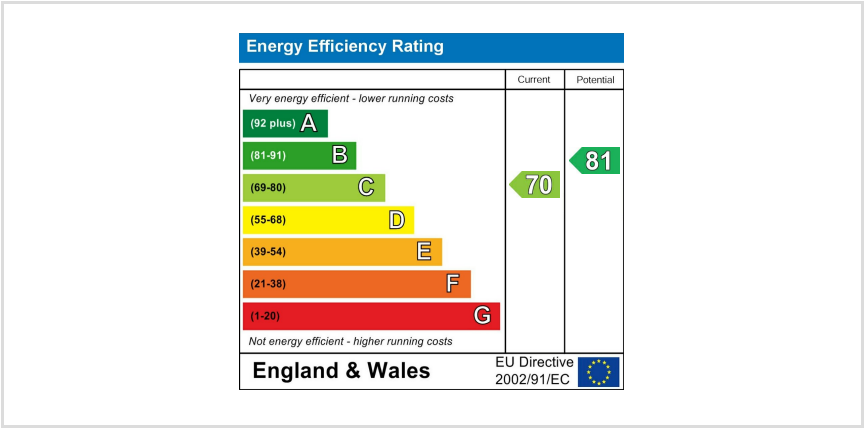 Energy Efficiency Rating
Current Potential
Very energy efficient - lower running costs
(92 plus) A
(81-91) B
81
(69-80) C
70
(55-68) D
(39-54) E
(21-38) F
(1-20) G
Not energy efficient - higher running costs
England & Wales
EU Directive
2002/91/EC